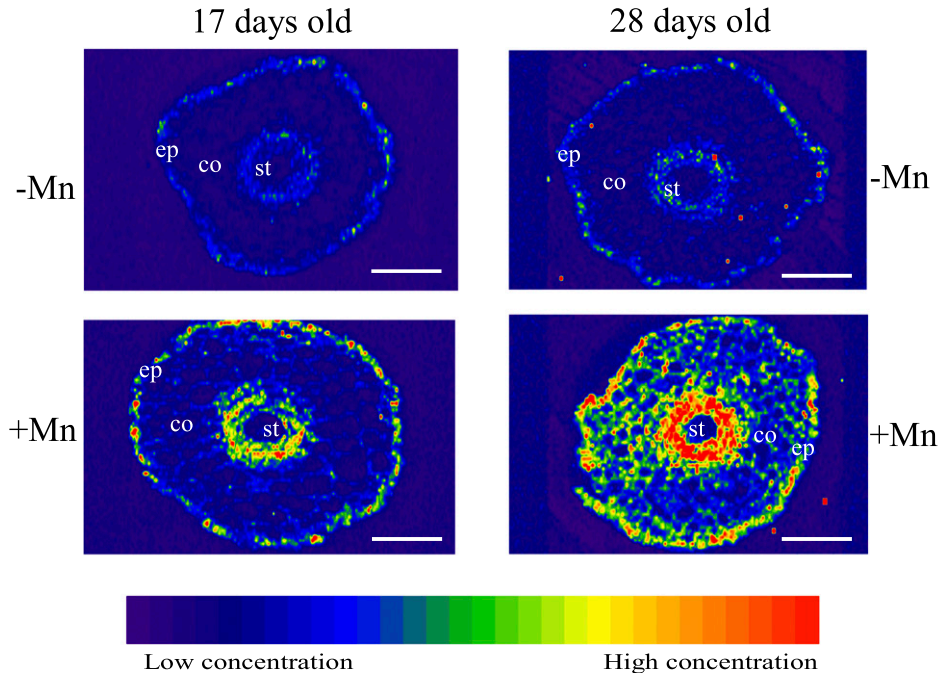 17 days old
28 days old
ep
co
st
-Mn
ep
co
st
-Mn
ep
co
st
+Mn
st
co
ep
+Mn
Low concentration
High concentration